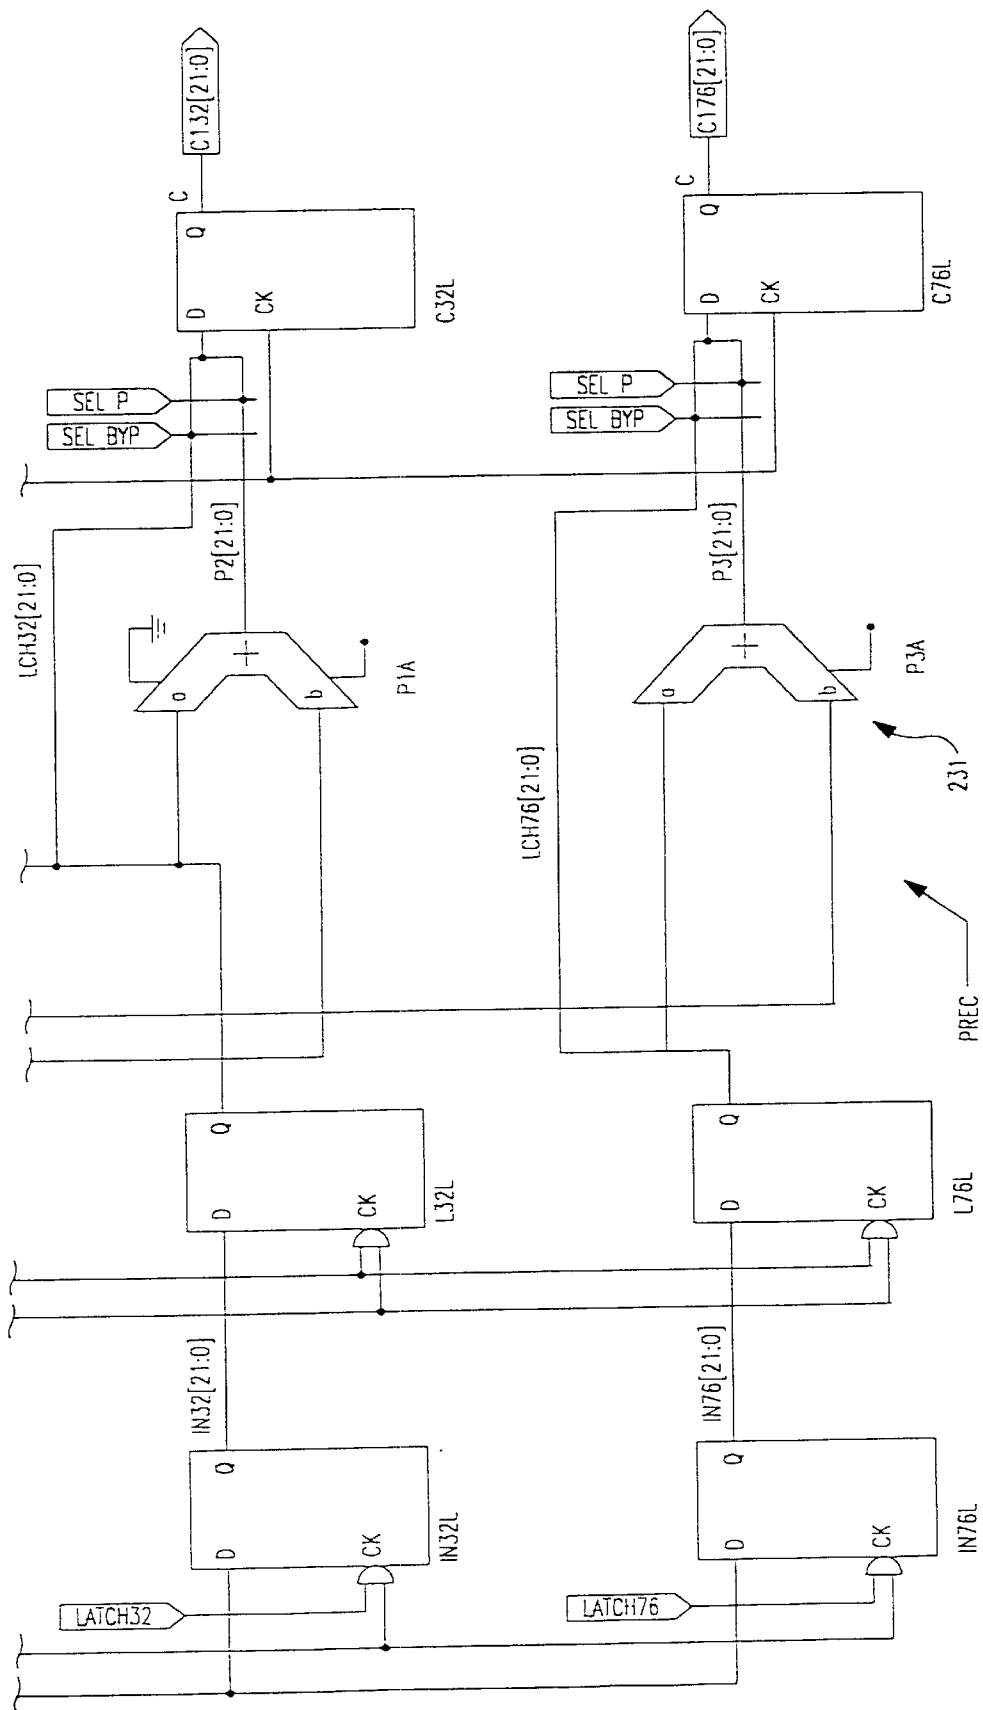 LATCH32
D
Q
CK
IN32L
IN32[21:0]
D
Q
CK
L32L
LCH32[21:0]
a
b
+
P1A
P2[21:0]
SEL P
SEL BYP
D
Q
CK
C32L
C
C132[21:0]
LATCH76
D
Q
CK
IN76L
IN76[21:0]
D
Q
CK
L76L
LCH76[21:0]
a
b
+
P3A
P3[21:0]
SEL P
SEL BYP
D
Q
CK
C76L
C
C176[21:0]
PREC
231